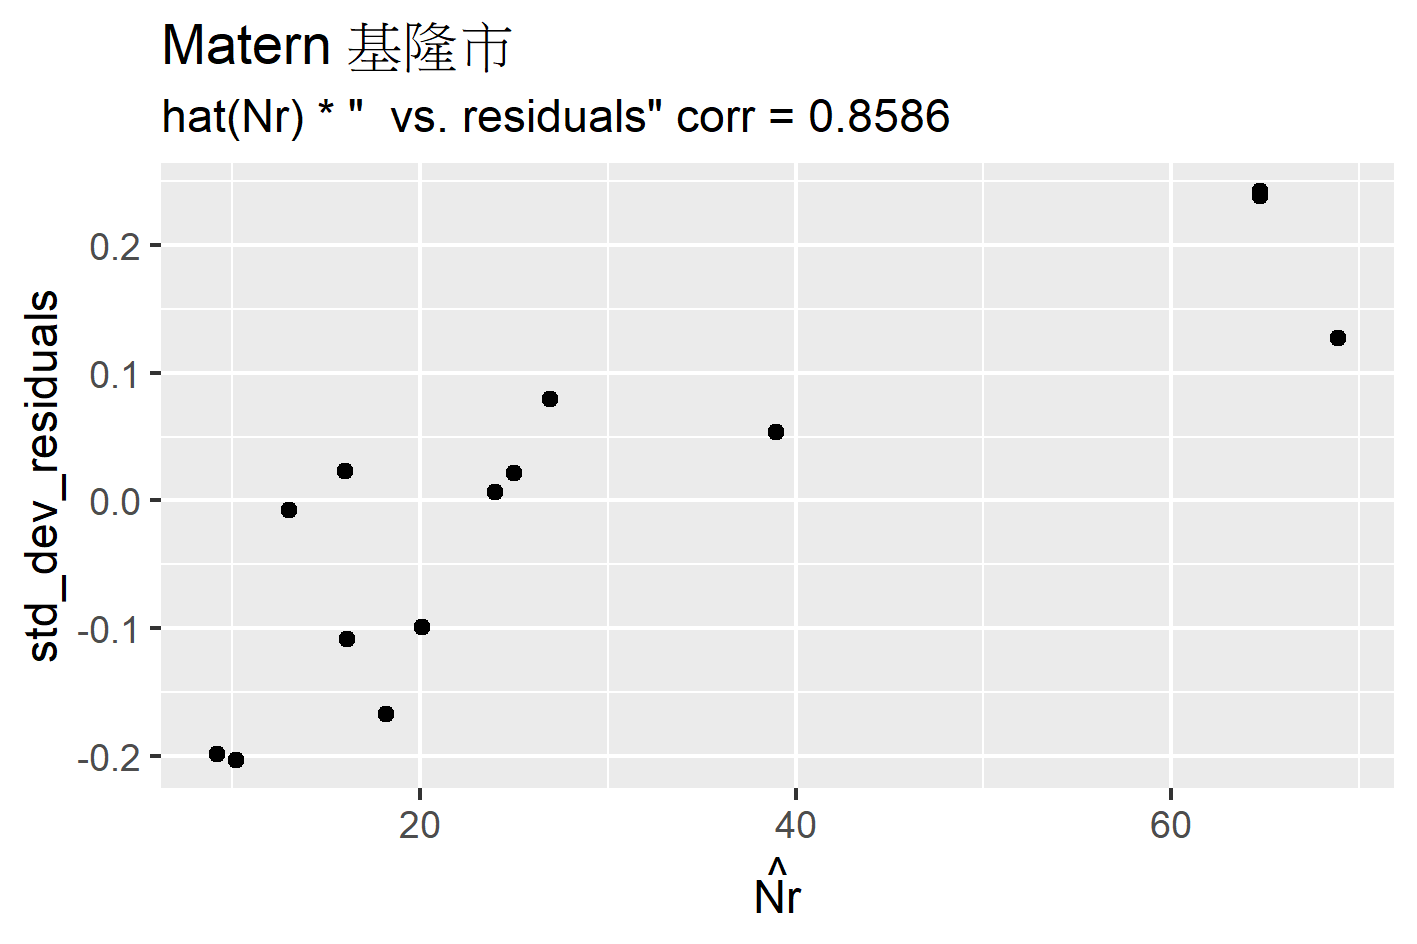 Matern 基隆市
hat(Nr) * "  vs. residuals" corr = 0.8586
std_dev_residuals
0.2
0.1
0.0
-0.1
-0.2
20
40
60
N̂r